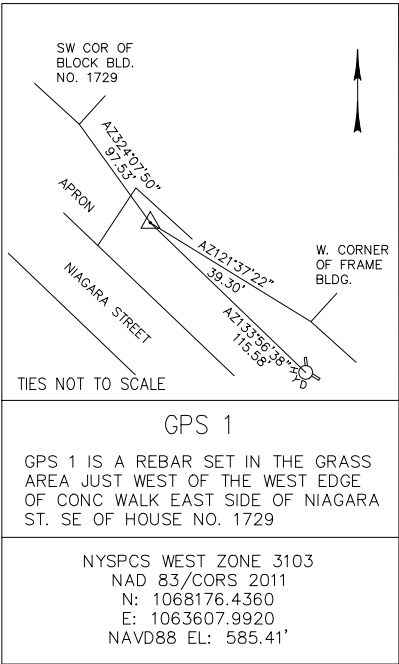 SW COR OF
BLOCK BLD.
NO. 1729
AZ324°07'50"
97.53'
APRON
AZ121°37'22"
39.30'
W. CORNER
OF FRAME
BLDG.
NIAGARA STREET
AZ133°56'38"
115.58'
HYD
TIES NOT TO SCALE
GPS 1
GPS 1 IS A REBAR SET IN THE GRASS
AREA JUST WEST OF THE WEST EDGE
OF CONC WALK EAST SIDE OF NIAGARA
ST. SE OF HOUSE NO. 1729
NYSPCS WEST ZONE 3103
NAD 83/CORS 2011
N: 1068176.4360
E: 1063607.9920
NAVD88 EL: 585.41'